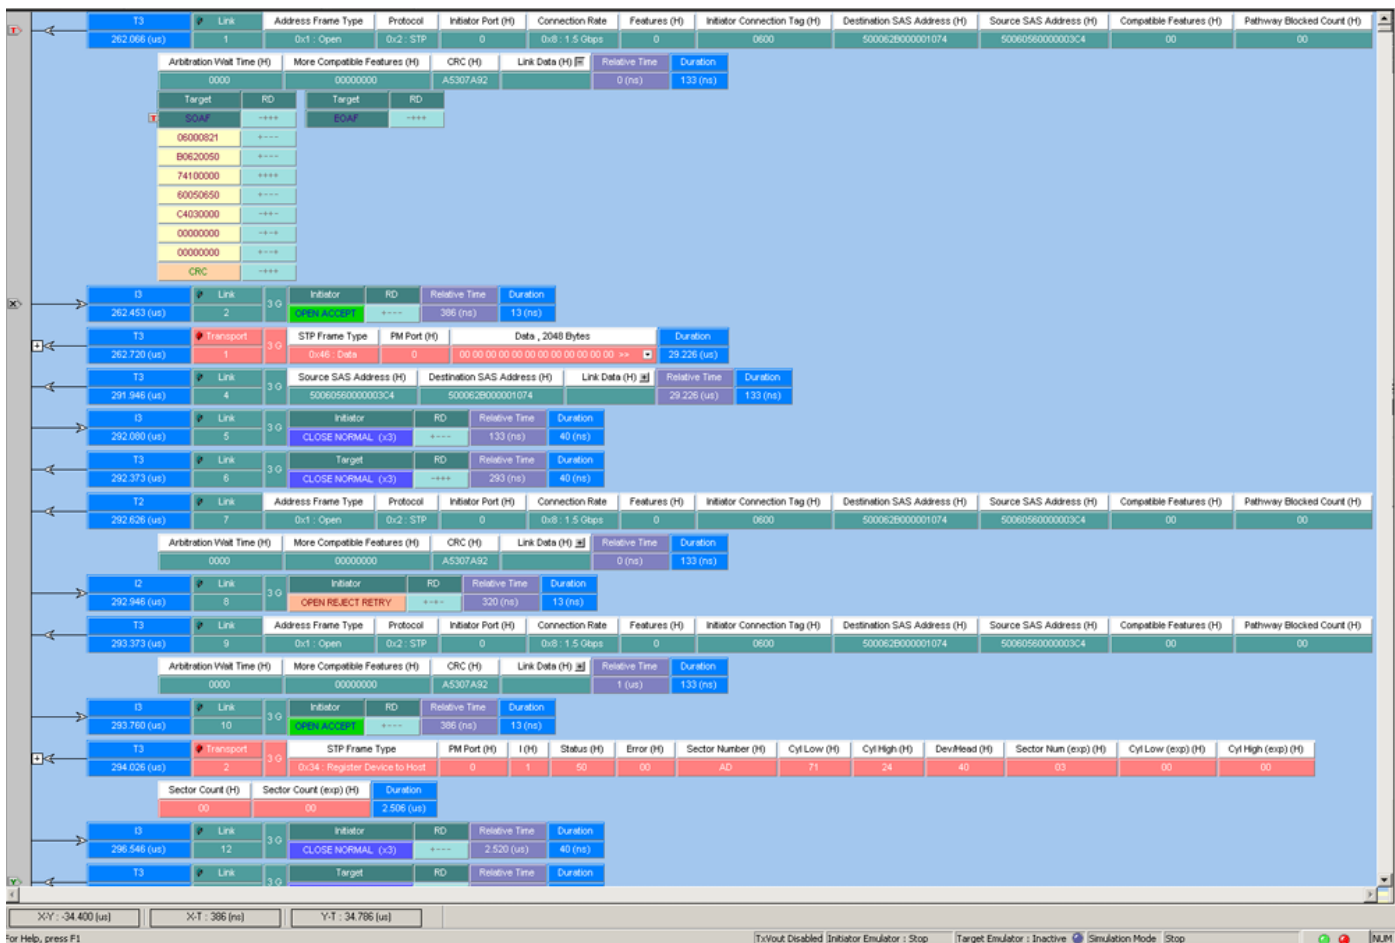 T3 Link Address Frame Type Protocol Initiator Port (H) Connection Rate Features (H) Initiator Connection Tag (H) Destination SAS Address (H) Source SAS Address (H) Compatible Features (H) Pathway Blocked Count (H)
262.066 (us) 1 0x1 : Open 0x2 : STP 0 0x8 : 1.5 Gbps 0 0600 500062B000001074 50060560000003C4 00 00
Arbitration Wait Time (H) More Compatible Features (H) CRC (H) Link Data (H) Relative Time Duration
0000 00000000 A5307A92 0 (ns) 133 (ns)
Target RD Target RD
SOAF -+++ EOAF -+++
06000821 +---
B0620050 +---
74100000 ++++
60050650 +---
C4030000 -++-
00000000 +--+
00000000 +---
CRC -+++
I3 Link 3 G Initiator RD Relative Time Duration
262.453 (us) 2 OPEN ACCEPT +--- 386 (ns) 13 (ns)
T3 Transport 3 G STP Frame Type PM Port (H) Data , 2048 Bytes Duration
262.720 (us) 1 0x46 : Data 0 00 00 00 00 00 00 00 00 00 00 00 00 00 >> 29.226 (us)
T3 Link 3 G Source SAS Address (H) Destination SAS Address (H) Link Data (H) Relative Time Duration
291.946 (us) 4 50060560000003C4 500062B000001074 29.226 (us) 133 (ns)
I3 Link 3 G Initiator RD Relative Time Duration
292.080 (us) 5 CLOSE NORMAL (x3) +--- 133 (ns) 40 (ns)
T3 Link 3 G Target RD Relative Time Duration
292.373 (us) 6 CLOSE NORMAL (x3) -+++ 293 (ns) 40 (ns)
T2 Link Address Frame Type Protocol Initiator Port (H) Connection Rate Features (H) Initiator Connection Tag (H) Destination SAS Address (H) Source SAS Address (H) Compatible Features (H) Pathway Blocked Count (H)
292.626 (us) 7 0x1 : Open 0x2 : STP 0 0x8 : 1.5 Gbps 0 0600 500062B000001074 50060560000003C4 00 00
Arbitration Wait Time (H) More Compatible Features (H) CRC (H) Link Data (H) Relative Time Duration
0000 00000000 A5307A92 0 (ns) 133 (ns)
I2 Link 3 G Initiator RD Relative Time Duration
292.946 (us) 8 OPEN REJECT RETRY +-+- 320 (ns) 13 (ns)
T3 Link Address Frame Type Protocol Initiator Port (H) Connection Rate Features (H) Initiator Connection Tag (H) Destination SAS Address (H) Source SAS Address (H) Compatible Features (H) Pathway Blocked Count (H)
293.373 (us) 9 0x1 : Open 0x2 : STP 0 0x8 : 1.5 Gbps 0 0600 500062B000001074 50060560000003C4 00 00
Arbitration Wait Time (H) More Compatible Features (H) CRC (H) Link Data (H) Relative Time Duration
0000 00000000 A5307A92 1 (us) 133 (ns)
I3 Link 3 G Initiator RD Relative Time Duration
293.760 (us) 10 OPEN ACCEPT +--- 386 (ns) 13 (ns)
T3 Transport 3 G STP Frame Type PM Port (H) I (H) Status (H) Error (H) Sector Number (H) Cyl Low (H) Cyl High (H) Dev/Head (H) Sector Num (exp) (H) Cyl Low (exp) (H) Cyl High (exp) (H)
294.026 (us) 2 0x34 : Register Device to Host 0 1 50 00 AD 71 24 40 03 00 00
Sector Count (H) Sector Count (exp) (H) Duration
00 00 2.506 (us)
I3 Link 3 G Initiator RD Relative Time Duration
296.546 (us) 12 CLOSE NORMAL (x3) +--- 2.520 (us) 40 (ns)
T3 Link 3 G Target RD Relative Time Duration
X-Y : -34.400 (us) X-T : 386 (ns) Y-T : 34.786 (us)
For Help, press F1 TxVout Disabled Initiator Emulator : Stop Target Emulator : Inactive Simulation Mode Stop NUM